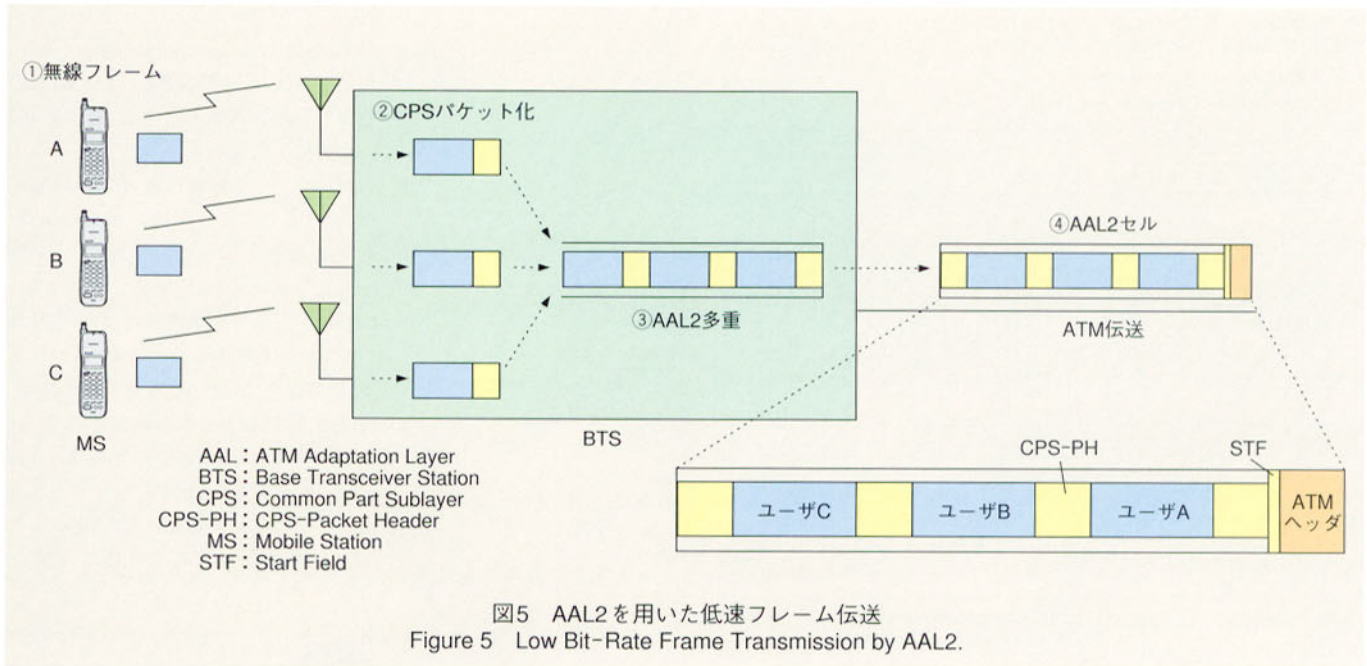 ①無線フレーム
A
B
C
MS
②CPSパケット化
③AAL2多重
BTS
④AAL2セル
ATM伝送
CPS-PH
STF
ユーザC
ユーザB
ユーザA
ATM
ヘッダ
AAL：ATM Adaptation Layer
BTS：Base Transceiver Station
CPS：Common Part Sublayer
CPS-PH：CPS-Packet Header
MS：Mobile Station
STF：Start Field
図5 AAL2を用いた低速フレーム伝送
Figure 5 Low Bit-Rate Frame Transmission by AAL2.